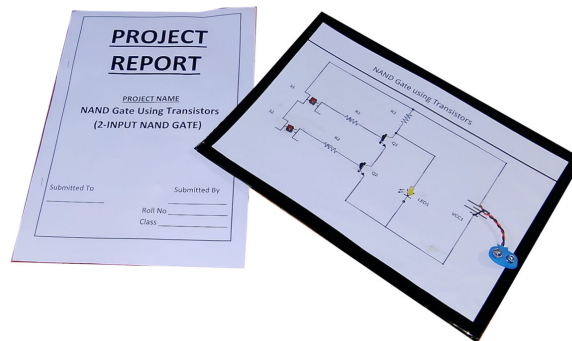 PROJECT
REPORT
PROJECT NAME
NAND Gate Using Transistors
(2-INPUT NAND GATE)
Submitted To
Submitted By
Roll No
Class
NAND Gate using Transistors
R1
R3
Q1
R2
Q2
LED1
VCC1